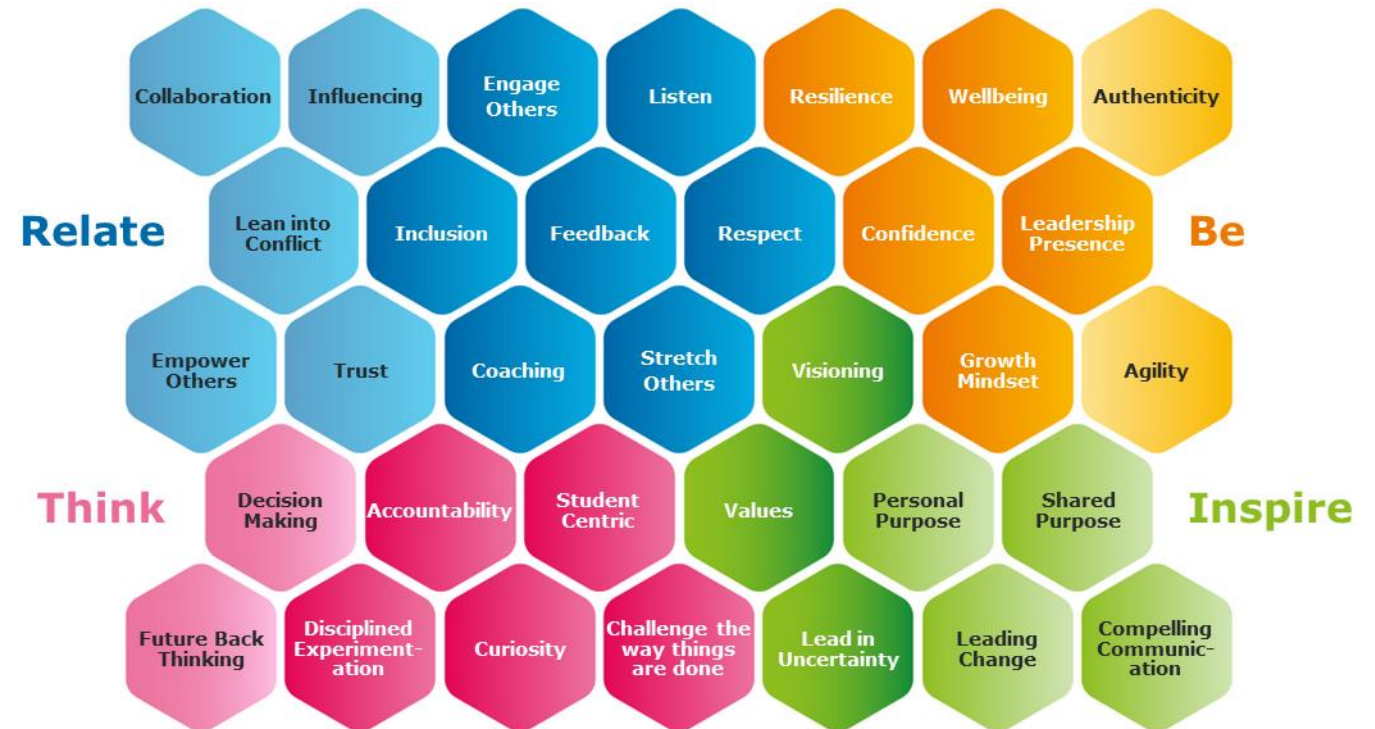 Collaboration
Influencing
Engage
Others
Listen
Resilience
Wellbeing
Authenticity
Relate
Lean into
Conflict
Inclusion
Feedback
Respect
Confidence
Leadership
Presence
Be
Empower
Others
Trust
Coaching
Stretch
Others
Visioning
Growth
Mindset
Agility
Think
Decision
Making
Accountability
Student
Centric
Values
Personal
Purpose
Shared
Purpose
Inspire
Future Back
Thinking
Disciplined
Experiment-
ation
Curiosity
Challenge the
way things
are done
Lead in
Uncertainty
Leading
Change
Compelling
Communic-
ation